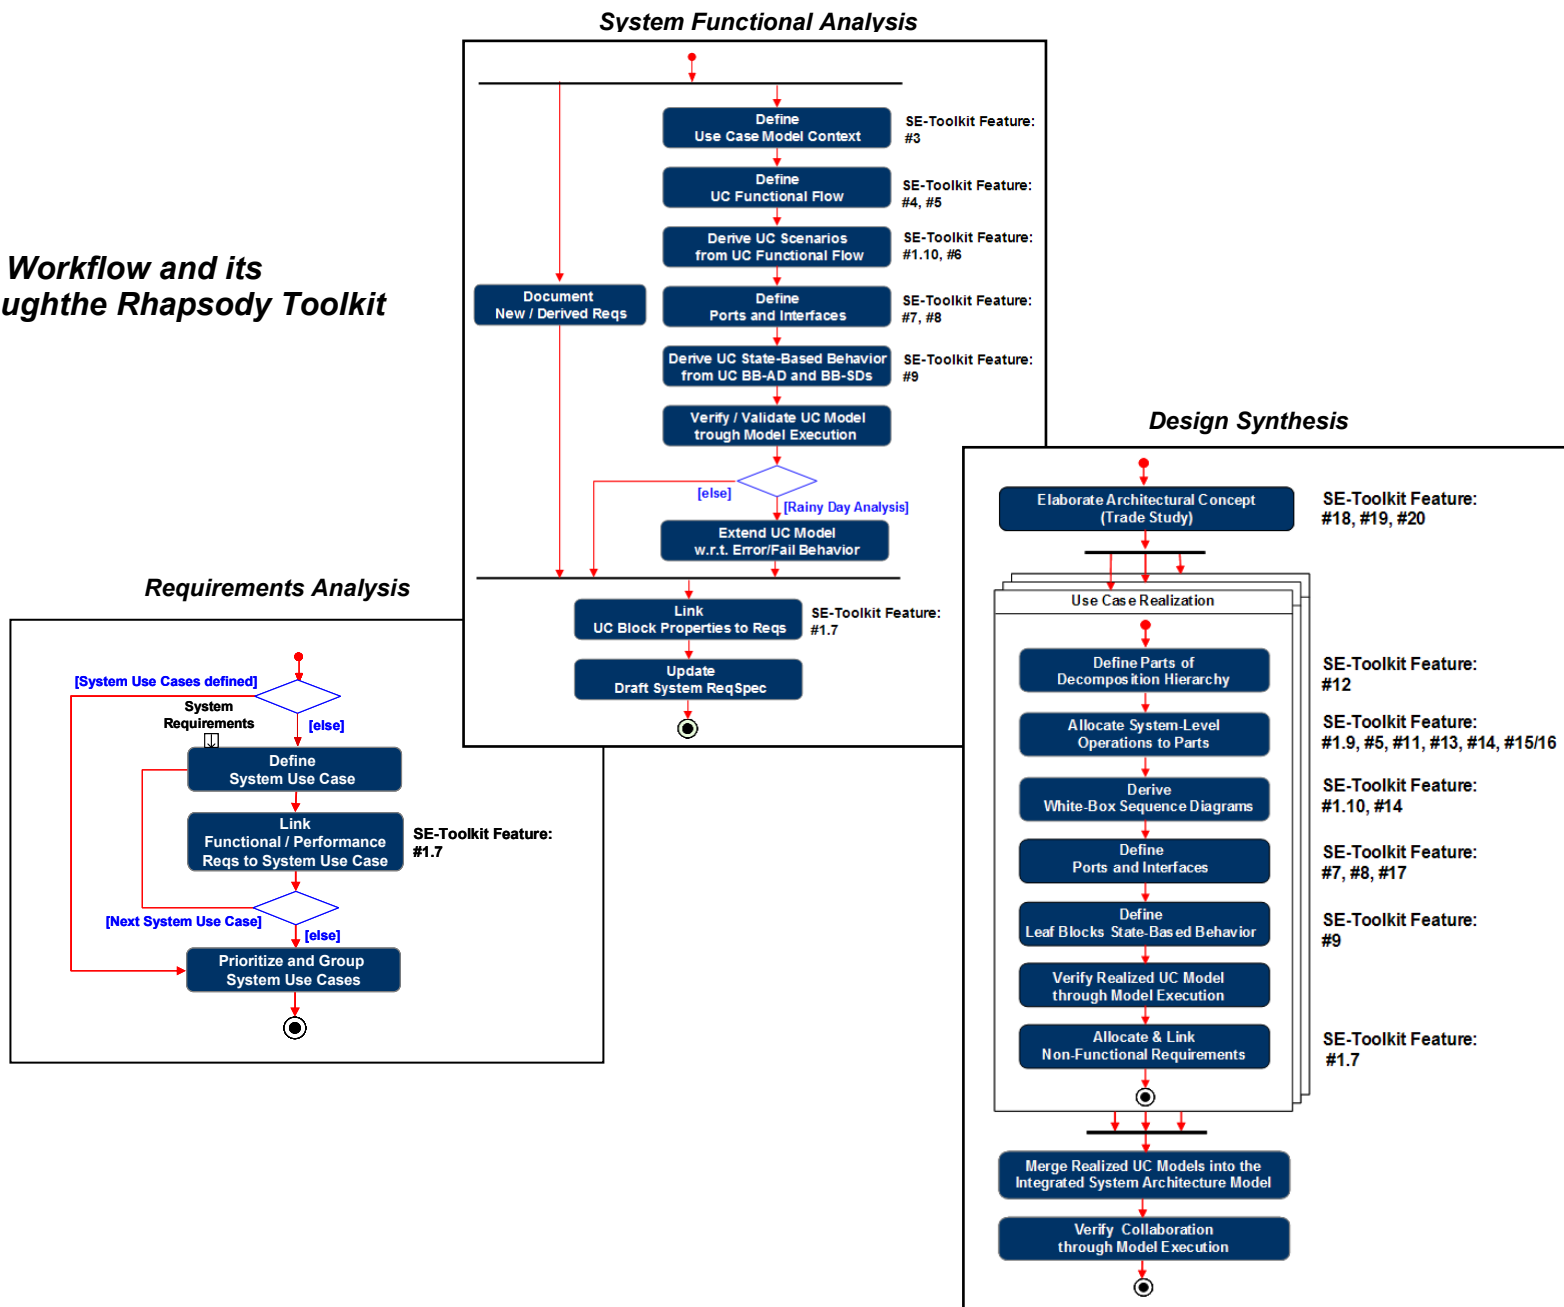 System Functional Analysis
Define
Use Case Model Context
SE-Toolkit Feature:
#3
Define
UC Functional Flow
SE-Toolkit Feature:
#4, #5
Derive UC Scenarios
from UC Functional Flow
SE-Toolkit Feature:
#1.10, #6
Workflow and its
ughthe Rhapsody Toolkit
Document
New / Derived Reqs
Define
Ports and Interfaces
SE-Toolkit Feature:
#7, #8
Derive UC State-Based Behavior
from UC BB-AD and BB-SDs
SE-Toolkit Feature:
#9
Verify / Validate UC Model
trough Model Execution
[else]
[Rainy Day Analysis]
Extend UC Model
w.r.t. Error/Fail Behavior
Link
UC Block Properties to Reqs
SE-Toolkit Feature:
#1.7
Update
Draft System ReqSpec
Requirements Analysis
[System Use Cases defined]
System
Requirements
[else]
Define
System Use Case
Link
Functional / Performance
Reqs to System Use Case
SE-Toolkit Feature:
#1.7
[Next System Use Case]
[else]
Prioritize and Group
System Use Cases
Design Synthesis
Elaborate Architectural Concept
(Trade Study)
SE-Toolkit Feature:
#18, #19, #20
Use Case Realization
Define Parts of
Decomposition Hierarchy
SE-Toolkit Feature:
#12
Allocate System-Level
Operations to Parts
SE-Toolkit Feature:
#1.9, #5, #11, #13, #14, #15/16
Derive
White-Box Sequence Diagrams
SE-Toolkit Feature:
#1.10, #14
Define
Ports and Interfaces
SE-Toolkit Feature:
#7, #8, #17
Define
Leaf Blocks State-Based Behavior
SE-Toolkit Feature:
#9
Verify Realized UC Model
through Model Execution
Allocate & Link
Non-Functional Requirements
SE-Toolkit Feature:
#1.7
Merge Realized UC Models into the
Integrated System Architecture Model
Verify Collaboration
through Model Execution